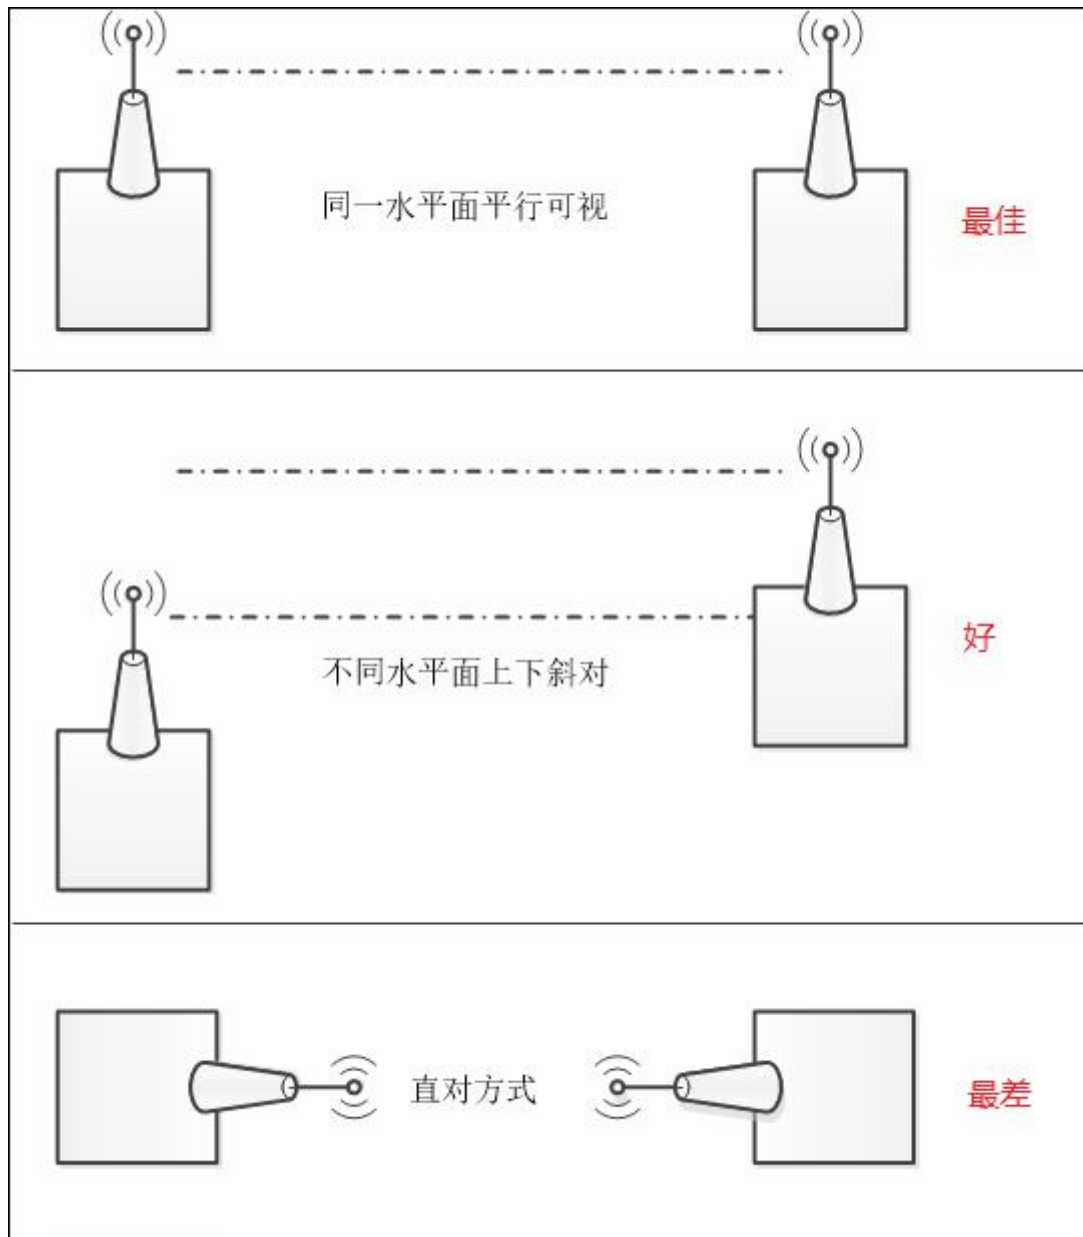 同一水平面平行可视
最佳
好
不同水平面上下斜对
直对方式
最差